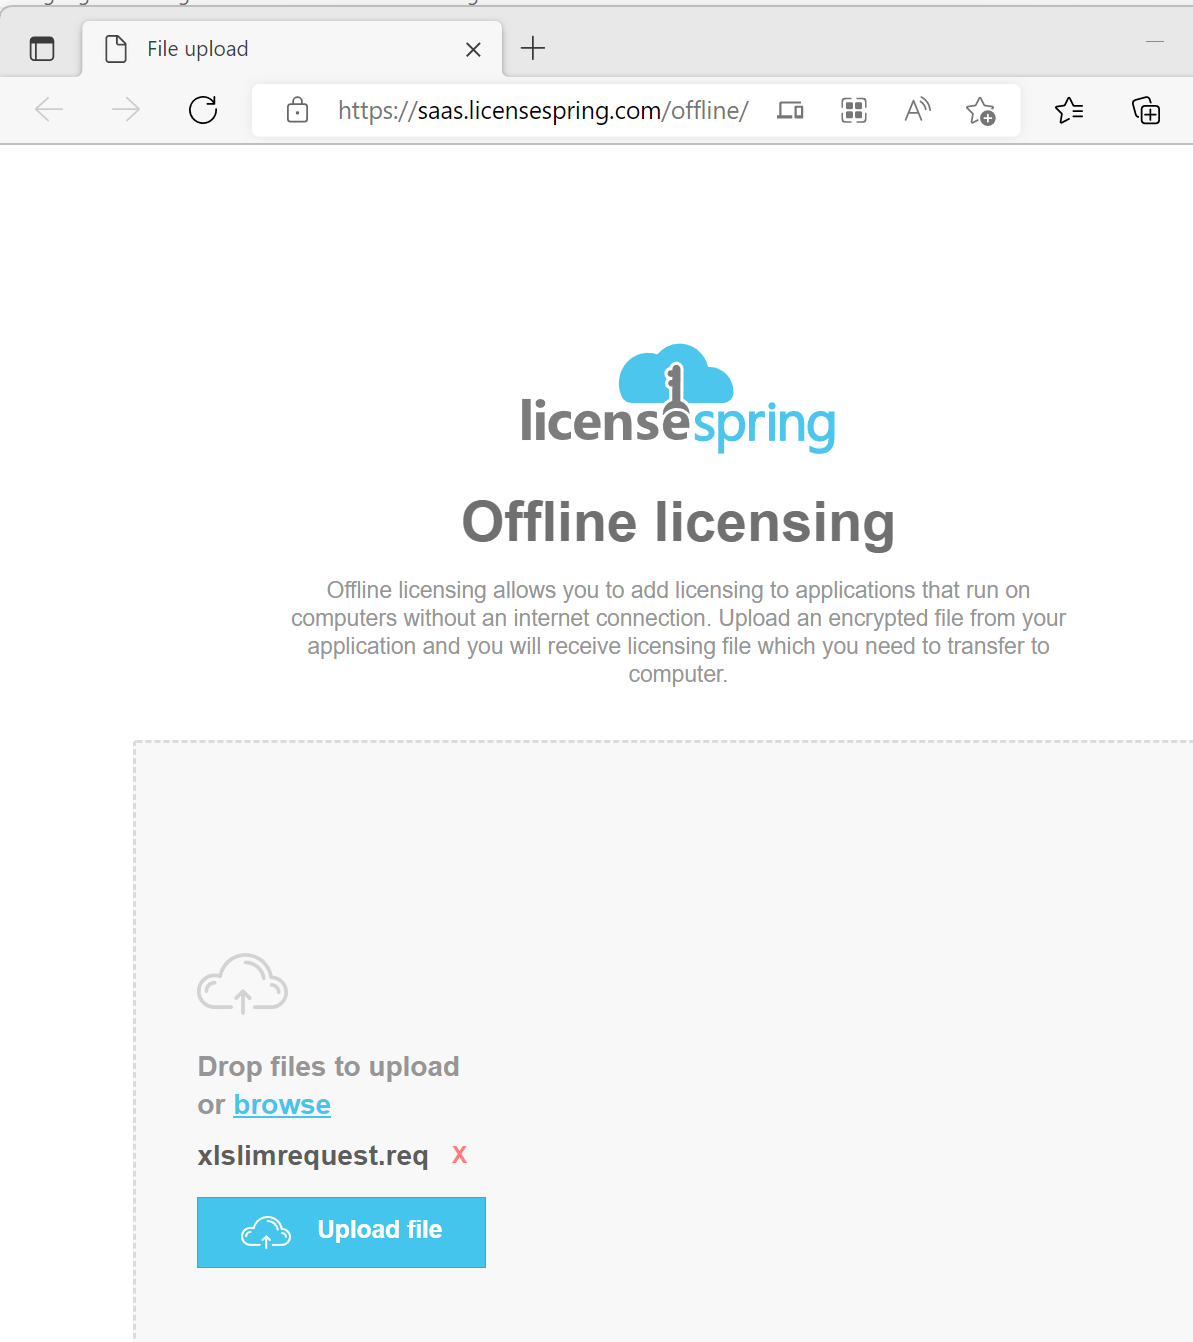 File upload
https://saas.licensespring.com/offline/
licensespring
Offline licensing
Offline licensing allows you to add licensing to applications that run on
computers without an internet connection. Upload an encrypted file from your
application and you will receive licensing file which you need to transfer to
computer.
Drop files to upload
or browse
xlslimrequest.req X
Upload file